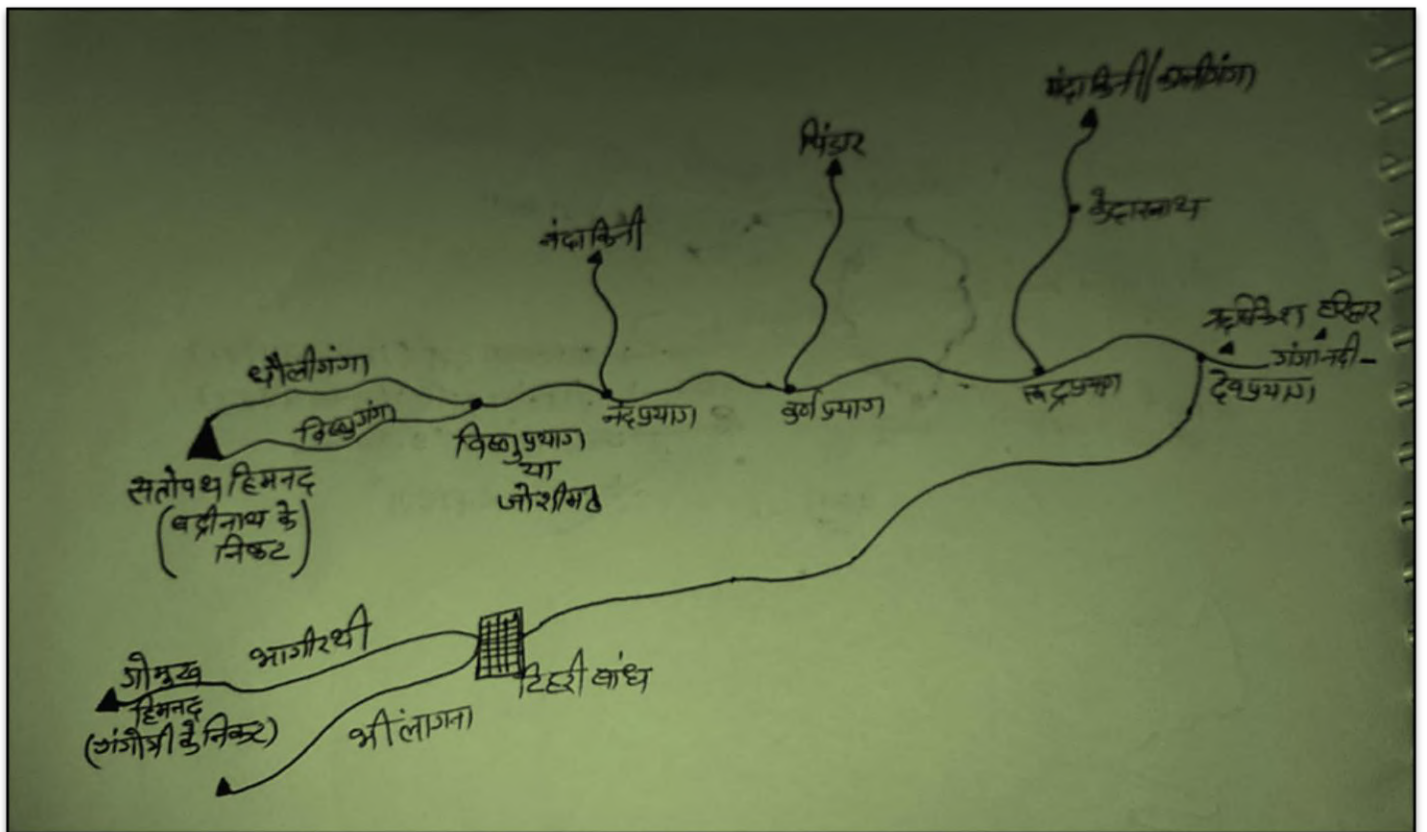 मंदाकिनी/कालीगंगा
पिंडार
केदारनाथ
नंदाकिनी
ऋषिकेश हरिद्वार
गंगा नदी-
देवप्रयाग
धौलीगंगा
विष्णुगंगा
विष्णुप्रयाग
या
जोशीमठ
नंदप्रयाग
कर्णप्रयाग
रूद्रप्रयाग
सतोपथ हिमनद
(बद्रीनाथ के
निकट)
भागीरथी
गोमुख
हिमनद
(गंगोत्री के निकट)
टिहरी बांध
भीलांगना